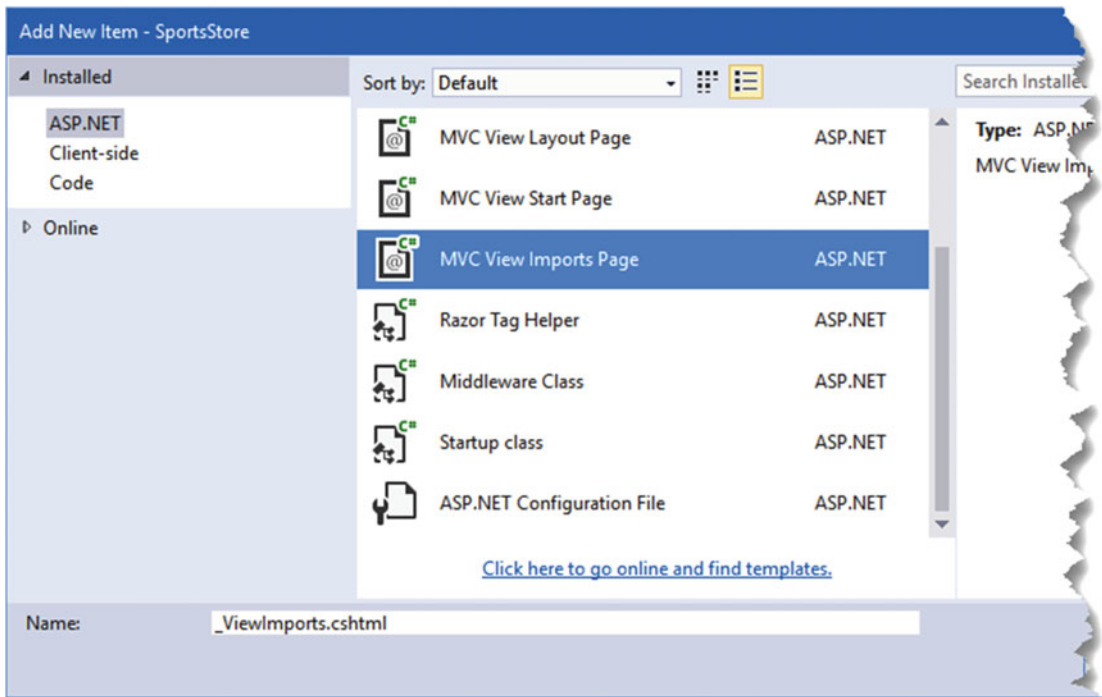 Add New Item - SportsStore
Installed
ASP.NET
Client-side
Code
Online
Sort by: Default
MVC View Layout Page ASP.NET
MVC View Start Page ASP.NET
MVC View Imports Page ASP.NET
Razor Tag Helper ASP.NET
Middleware Class ASP.NET
Startup class ASP.NET
ASP.NET Configuration File ASP.NET
Click here to go online and find templates.
Search
Type:
MVC View
Name: _ViewImports.cshtml